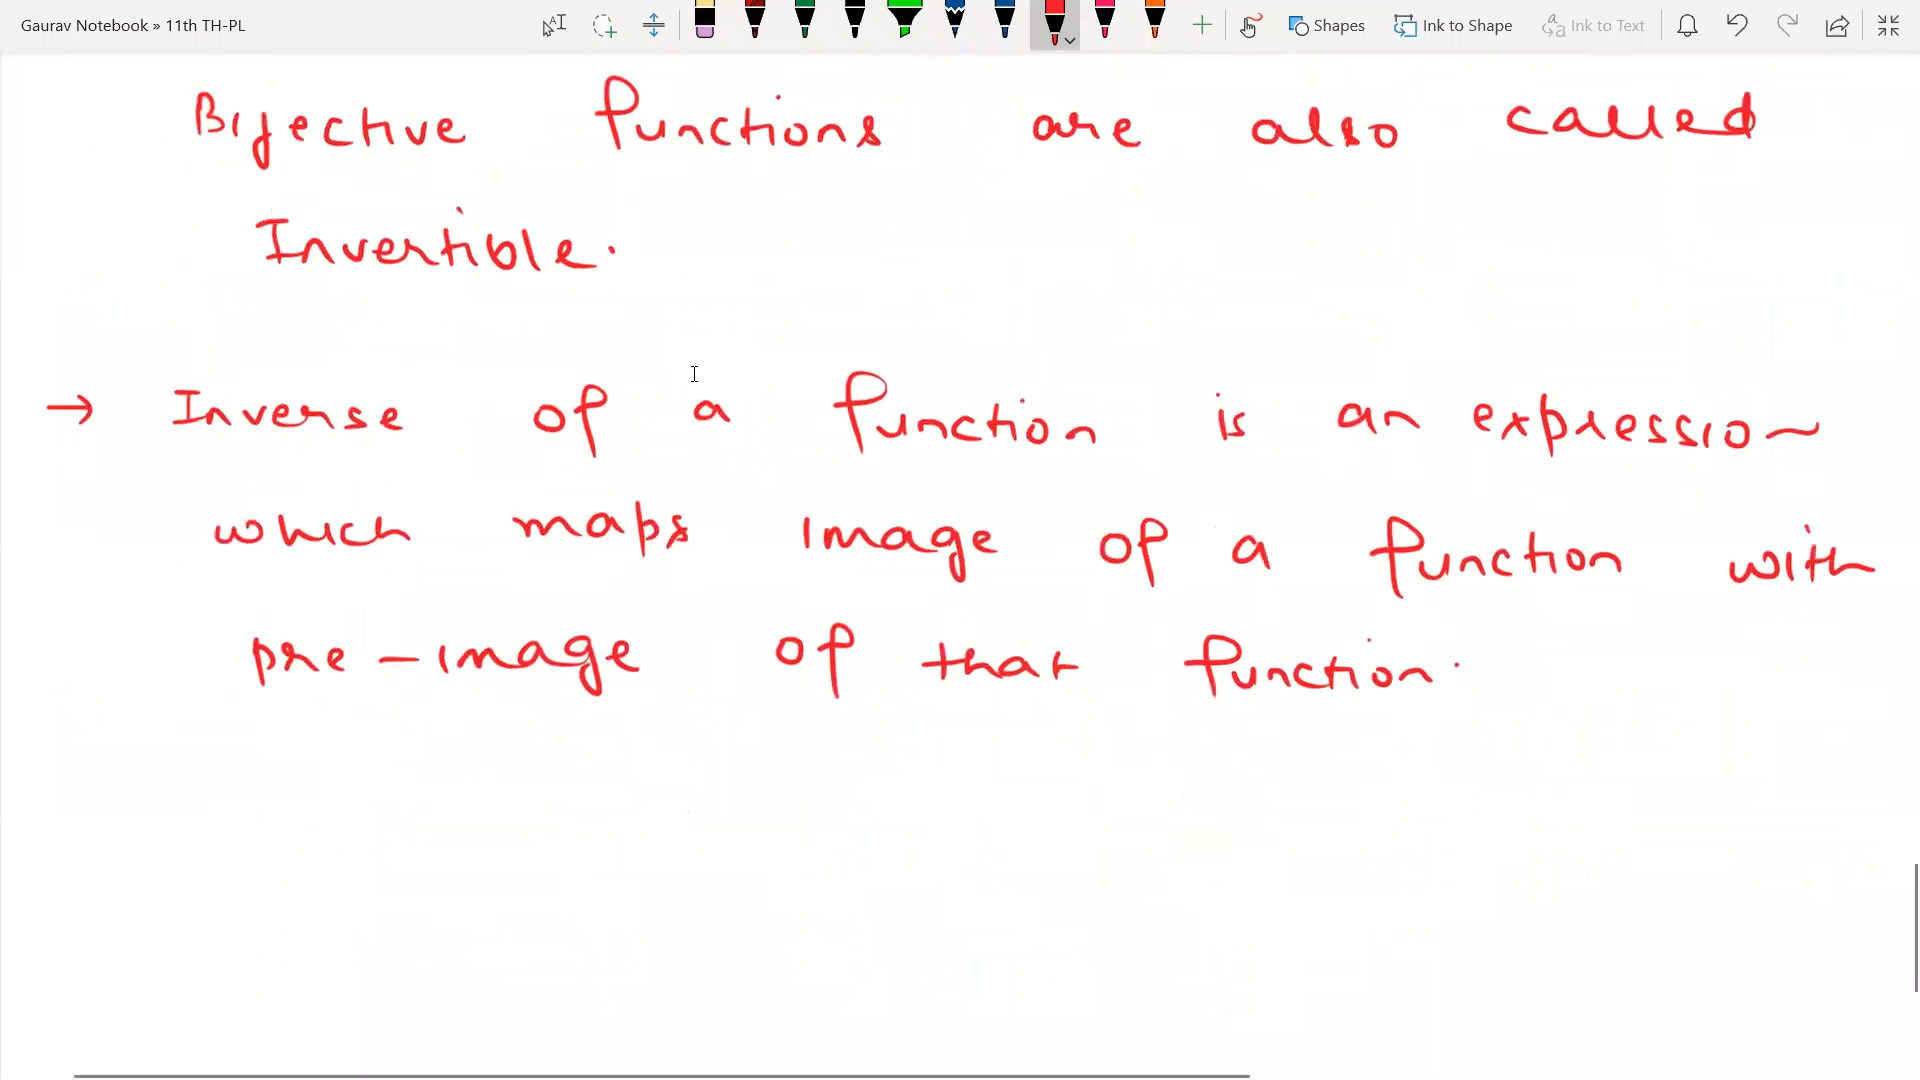 Gaurav Notebook » 11th TH-PL
Shapes Ink to Shape Ink to Text
Bijective functions are also called
Invertible.
→ Inverse of a function is an expression
which maps image of a function with
pre-image of that function.